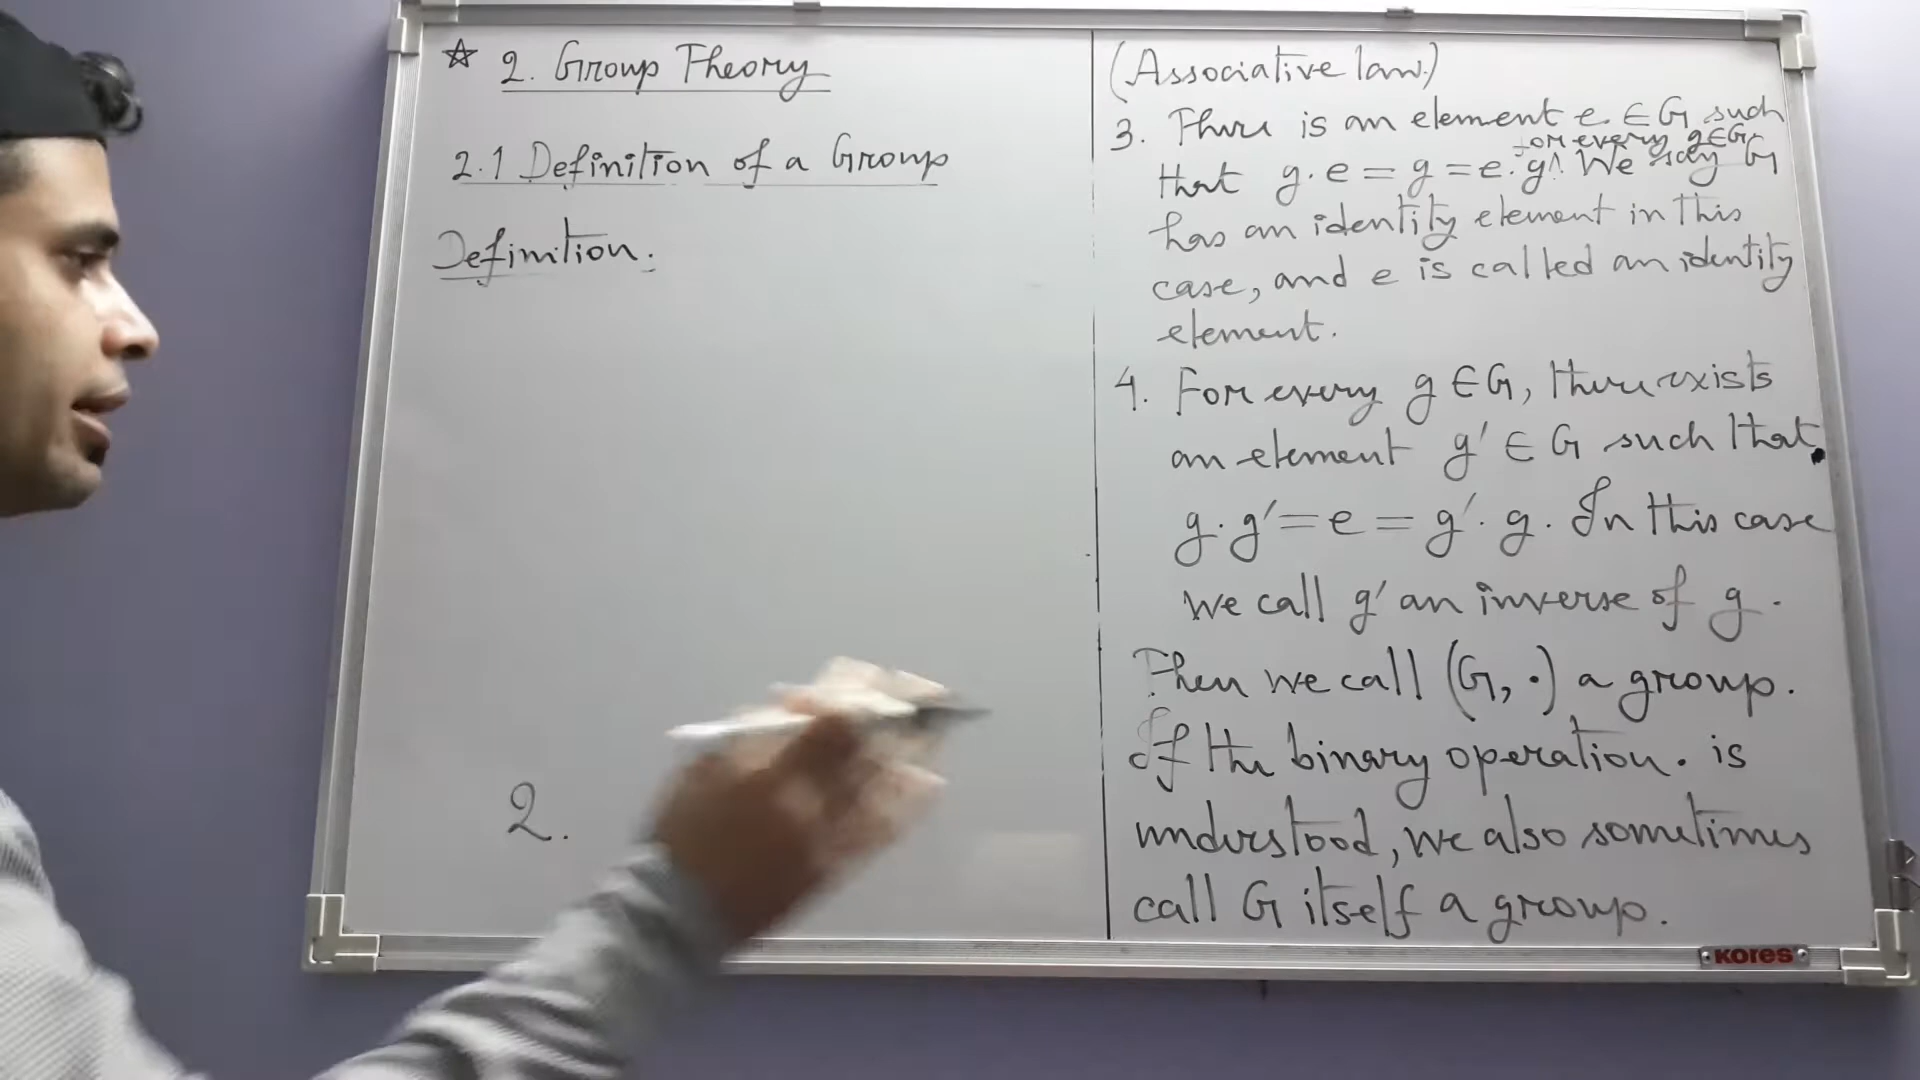 ☆ 2. Group Theory
2.1 Definition of a Group
Definition.
2.
(Associative law.)
3. There is an element e ∈ G such
that g.e = g = e.g for every g∈G. We say G
has an identity element in this
case, and e is called an identity
element.
4. For every g ∈ G, there exists
an element g' ∈ G such that
g.g' = e = g'.g. In this case
we call g' an inverse of g.
Then we call (G, .) a group.
If the binary operation . is
understood, we also sometimes
call G itself a group.
KORES